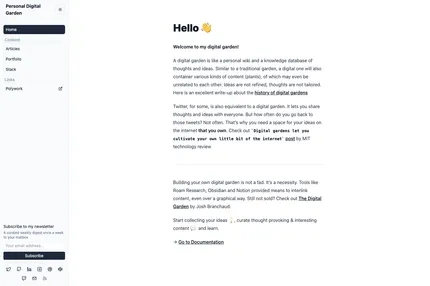 Personal Digital
Garden
Home
Content
Articles
Portfolio
Stack
Links
Polywork
Subscribe to my newsletter
A curated weekly digest once a week
in your mailbox
Your email address...
Subscribe
Hello 👋
Welcome to my digital garden!
A digital garden is like a personal wiki and a knowledge database of
thoughts and ideas. Similar to a traditional garden, a digital one will also
container various kinds of content (plants), of which may even be
unrelated to each other. Ideas are not refined, thoughts are not tailored.
Here is an excellent write-up about the history of digital gardens
Twitter, for some, is also equivalent to a digital garden. It lets you share
thoughts and ideas with everyone. But how often do you go back to
those tweets? Not often. That's why you need a space for your ideas on
the internet that you own. Check out `Digital gardens let you
cultivate your own little bit of the internet` post by MIT
technology review.
Building your own digital garden is not a fad. It's a necessity. Tools like
Roam Research, Obsidian and Notion provided means to interlink
content, even over a graphical way. Still not sold? Check out The Digital
Garden by Josh Branchaud.
Start collecting your ideas 💡, curate thought provoking & interesting
content 💬 and learn.
→ Go to Documentation